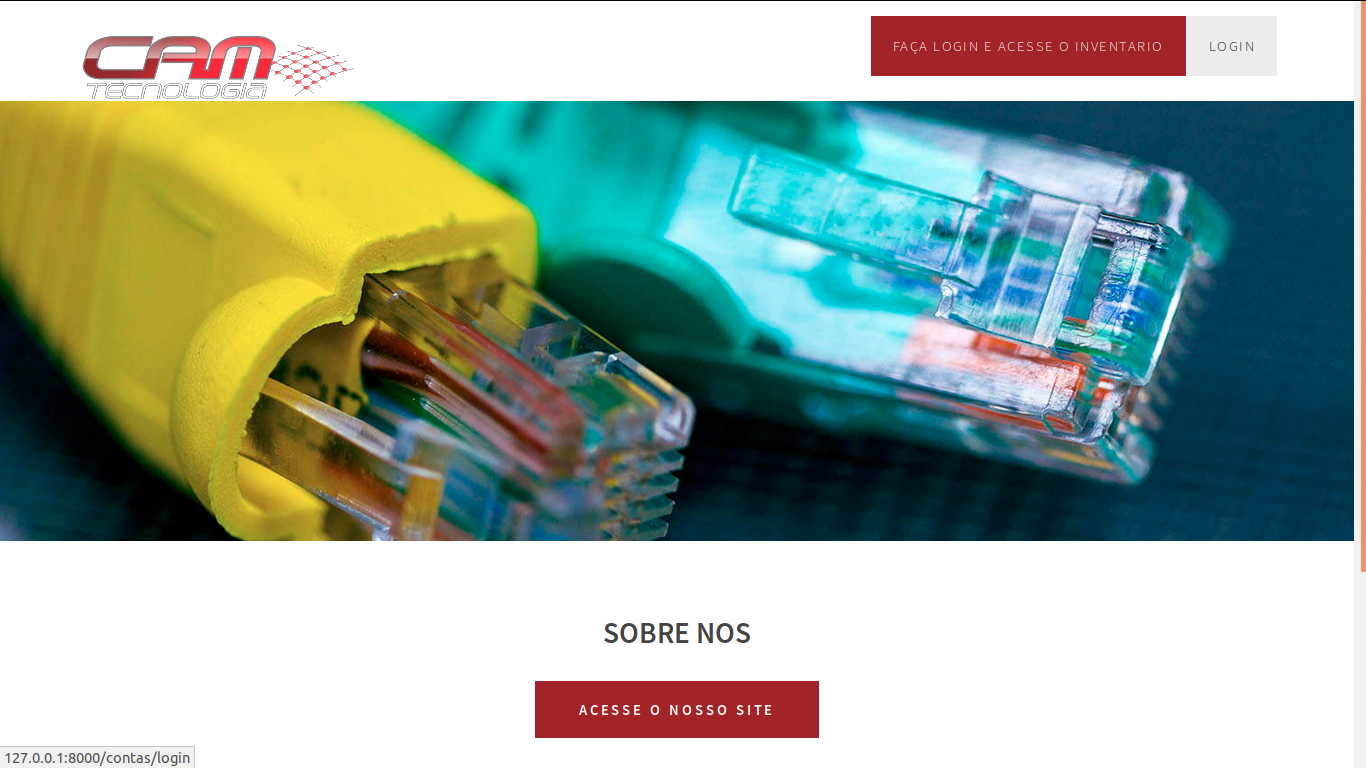 CAM
TECNOLOGIA
FAÇA LOGIN E ACESSE O INVENTARIO
LOGIN
SOBRE NOS
ACESSE O NOSSO SITE
127.0.0.1:8000/contas/login